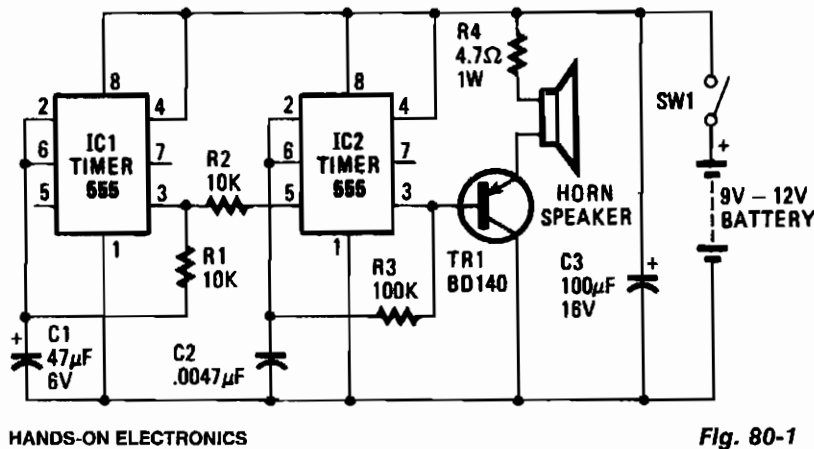 R4
4.7Ω
1W
SW1
+
9V – 12V
BATTERY
8
2
4
6
7
5
3
1
IC1
TIMER
555
R2
10K
R1
10K
8
2
4
6
7
5
3
1
IC2
TIMER
555
HORN
SPEAKER
TR1
BD140
R3
100K
C3
100µF
16V
+
+
C1
47µF
6V
C2
.0047µF
HANDS-ON ELECTRONICS
Fig. 80-1